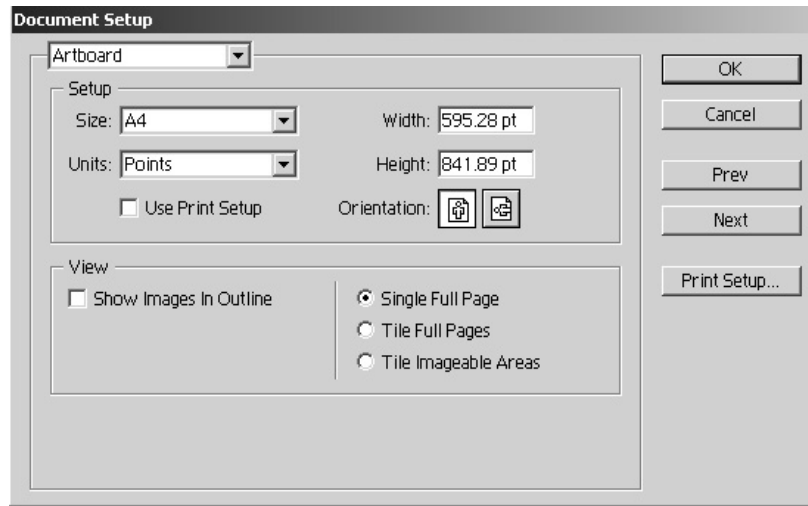 Document Setup
Artboard
OK
Setup
Size: A4
Width: 595.28 pt
Cancel
Units: Points
Height: 841.89 pt
Prev
Use Print Setup
Orientation:
Next
View
Show Images In Outline
Single Full Page
Print Setup...
Tile Full Pages
Tile Imageable Areas